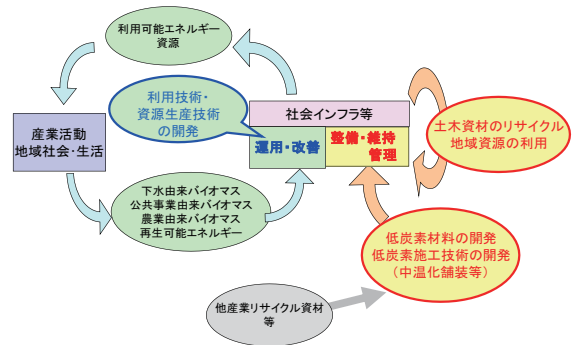 利用可能エネルギー
資源
利用技術・
資源生産技術
の開発
社会インフラ等
産業活動
地域社会・生活
運用・改善
整備・維持
管理
土木資材のリサイクル
地域資源の利用
下水由来バイオマス
公共事業由来バイオマス
農業由来バイオマス
再生可能エネルギー
低炭素材料の開発
低炭素施工技術の開発
（中温化舗装等）
他産業リサイクル資材
等